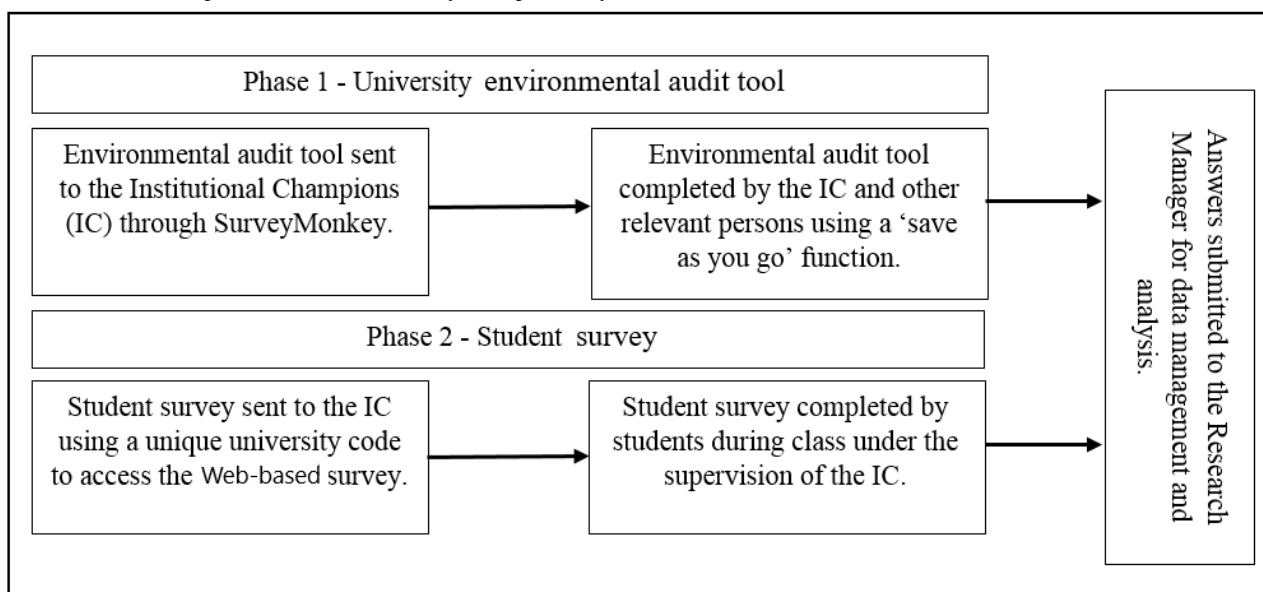 Phase 1 - University environmental audit tool
Environmental audit tool sent
to the Institutional Champions
(IC) through SurveyMonkey.
Environmental audit tool
completed by the IC and other
relevant persons using a ‘save
as you go’ function.
Phase 2 - Student survey
Student survey sent to the IC
using a unique university code
to access the Web-based survey.
Student survey completed by
students during class under the
supervision of the IC.
Answers submitted to the Research
Manager for data management and
analysis.